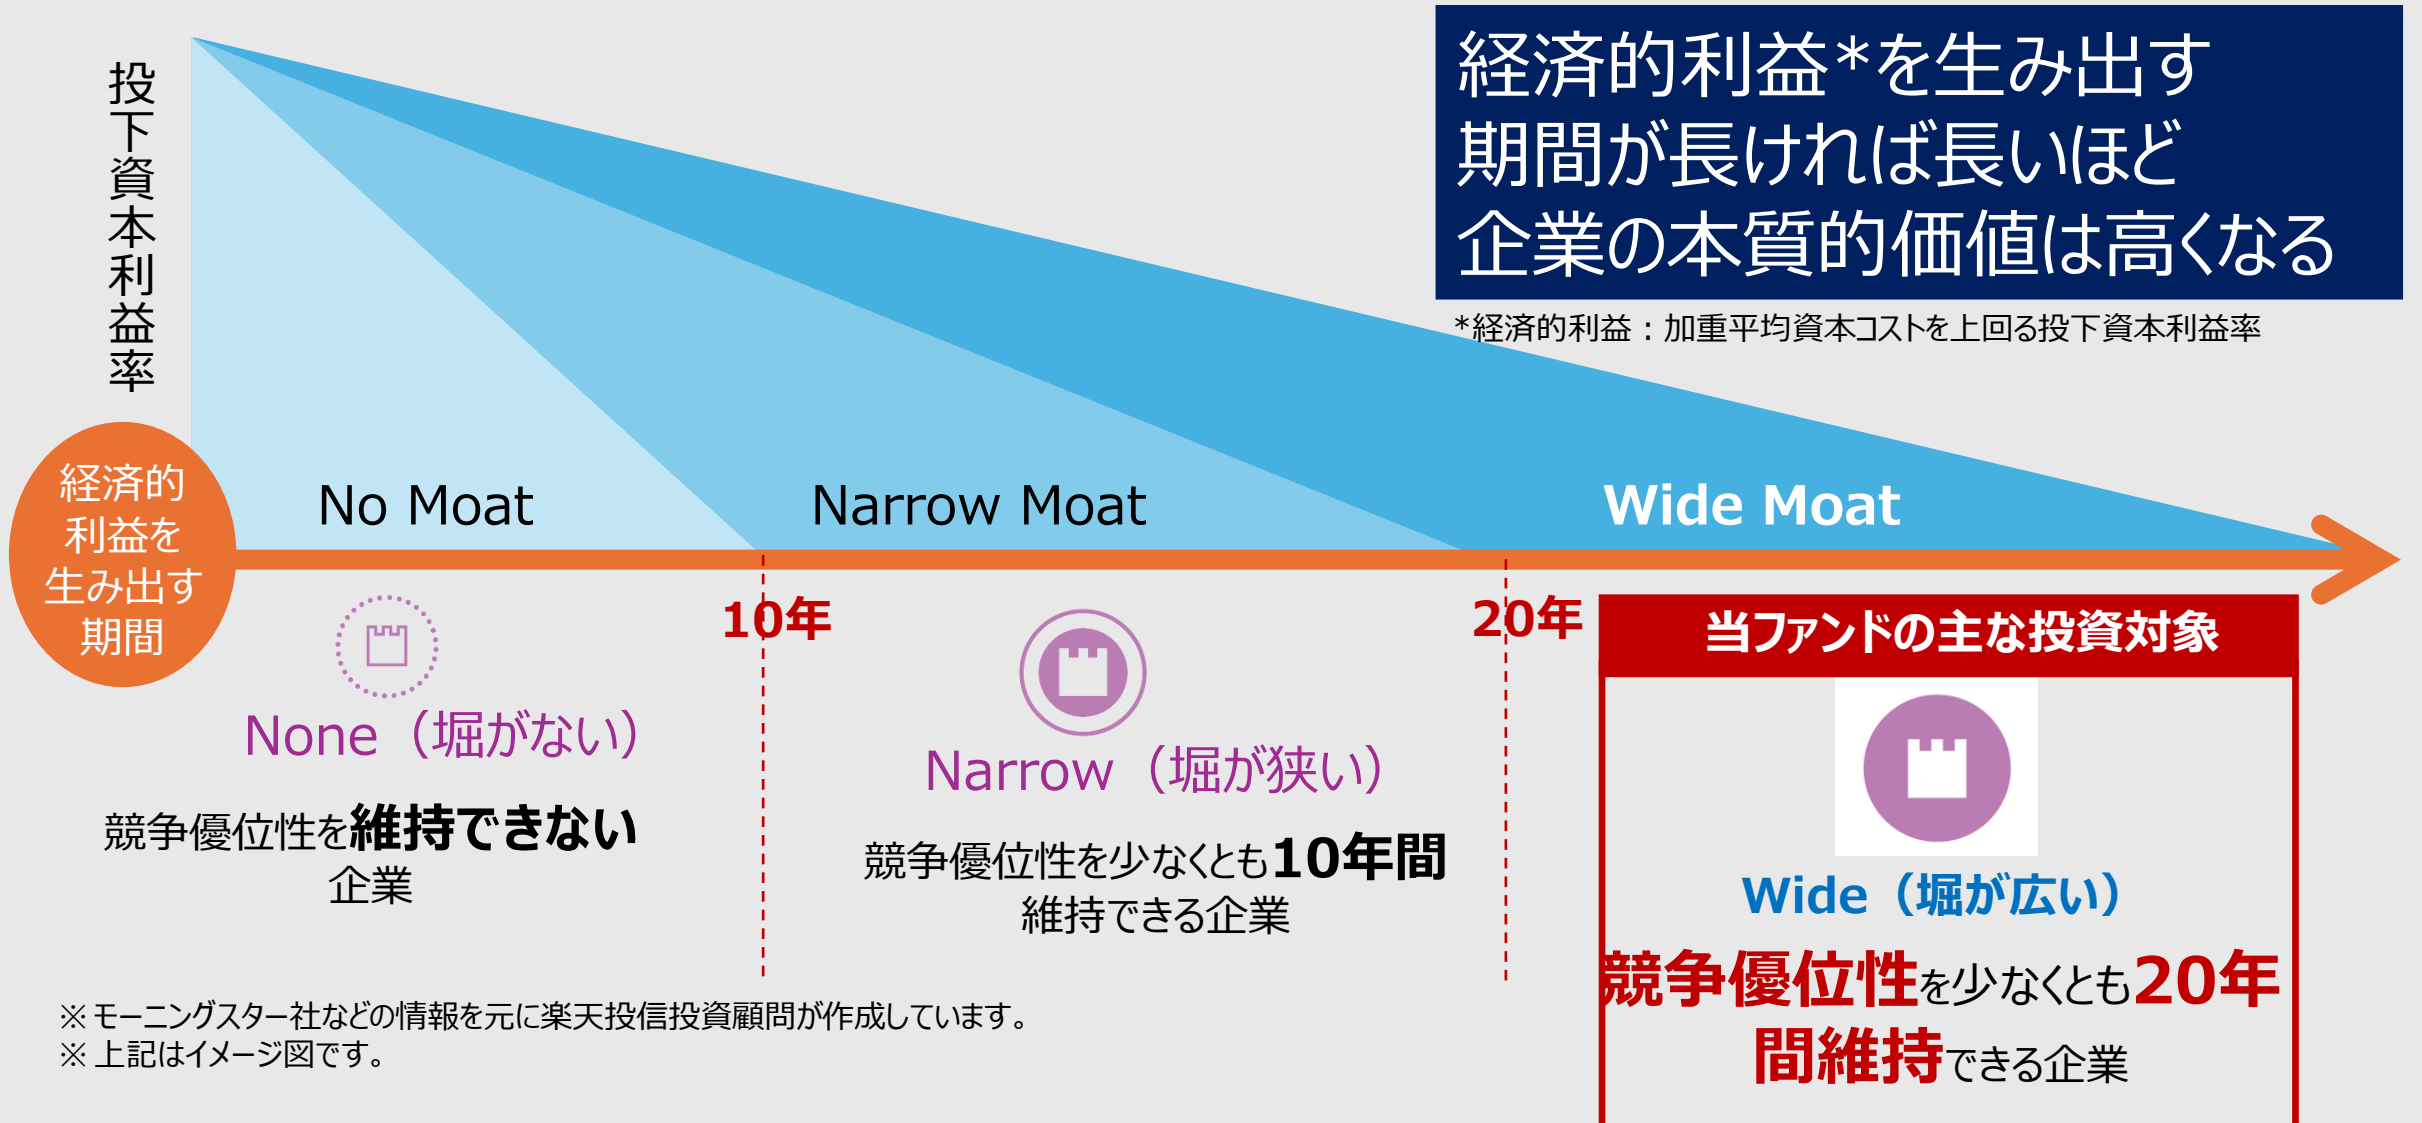 投下資本利益率
経済的利益*を生み出す
期間が長ければ長いほど
企業の本質的価値は高くなる
*経済的利益：加重平均資本コストを上回る投下資本利益率
経済的
利益を
生み出す
期間
No Moat
Narrow Moat
Wide Moat
10年
20年
None（堀がない）
競争優位性を維持できない
企業
Narrow（堀が狭い）
競争優位性を少なくとも10年間
維持できる企業
当ファンドの主な投資対象
Wide（堀が広い）
競争優位性を少なくとも20年
間維持できる企業
※ モーニングスター社などの情報を元に楽天投信投資顧問が作成しています。
※ 上記はイメージ図です。